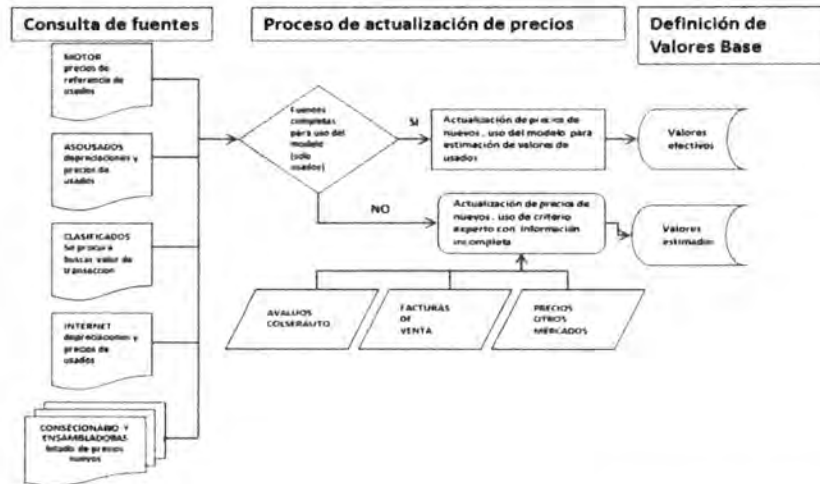 Consulta de fuentes
Proceso de actualización de precios
Definición de
Valores Base
MOTOR
precios de
referencia de
usados
ASOUSADOS
depreciaciones y
precios de
usados
CLASIFICADOS
Se procura
buscar valor de
transaccion
INTERNET
depreciaciones y
precios de
usados
CONSECIONARIO Y
ENSAMBLADORAS
listado de precios
nuevos
Fuentes
completas
para uso del
modelo
(solo
usados)
SI
NO
Actualización de precios de
nuevos, uso del modelo para
estimación de valores de
usados
Actualización de precios de
nuevos, uso de criterio
experto con información
incompleta
AVALUOS
COLSERAUTO
FACTURAS
DE
VENTA
PRECIOS
OTROS
MERCADOS
Valores
efectivos
Valores
estimados